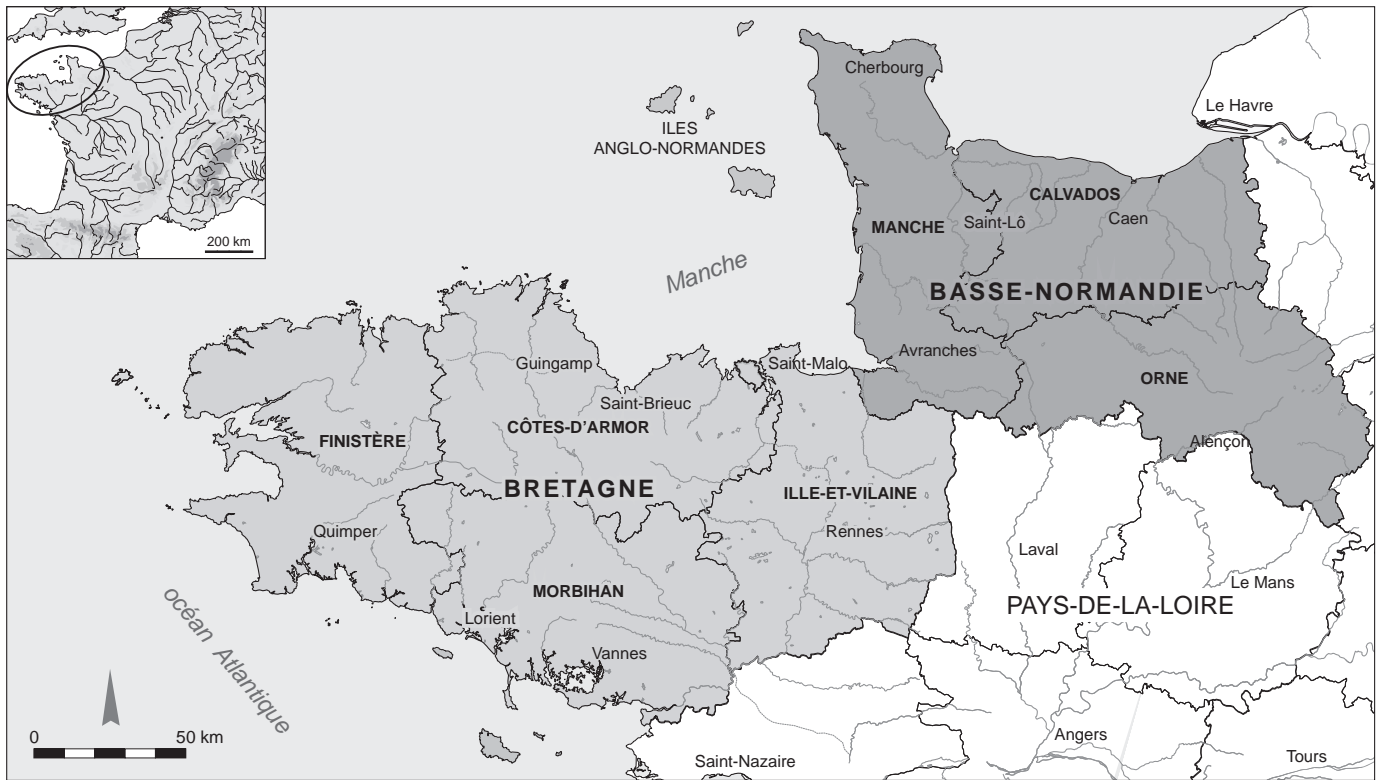 200 km
Cherbourg
Le Havre
ILES
ANGLO-NORMANDES
CALVADOS
MANCHE
Saint-Lô
Caen
Manche
BASSE-NORMANDIE
Avranches
Guingamp
Saint-Malo
ORNE
Saint-Brieuc
CÔTES-D'ARMOR
FINISTÈRE
Alençon
BRETAGNE
ILLE-ET-VILAINE
Quimper
Rennes
Laval
Le Mans
MORBIHAN
PAYS-DE-LA-LOIRE
Lorient
océan Atlantique
Vannes
0 50 km
Angers
Saint-Nazaire
Tours